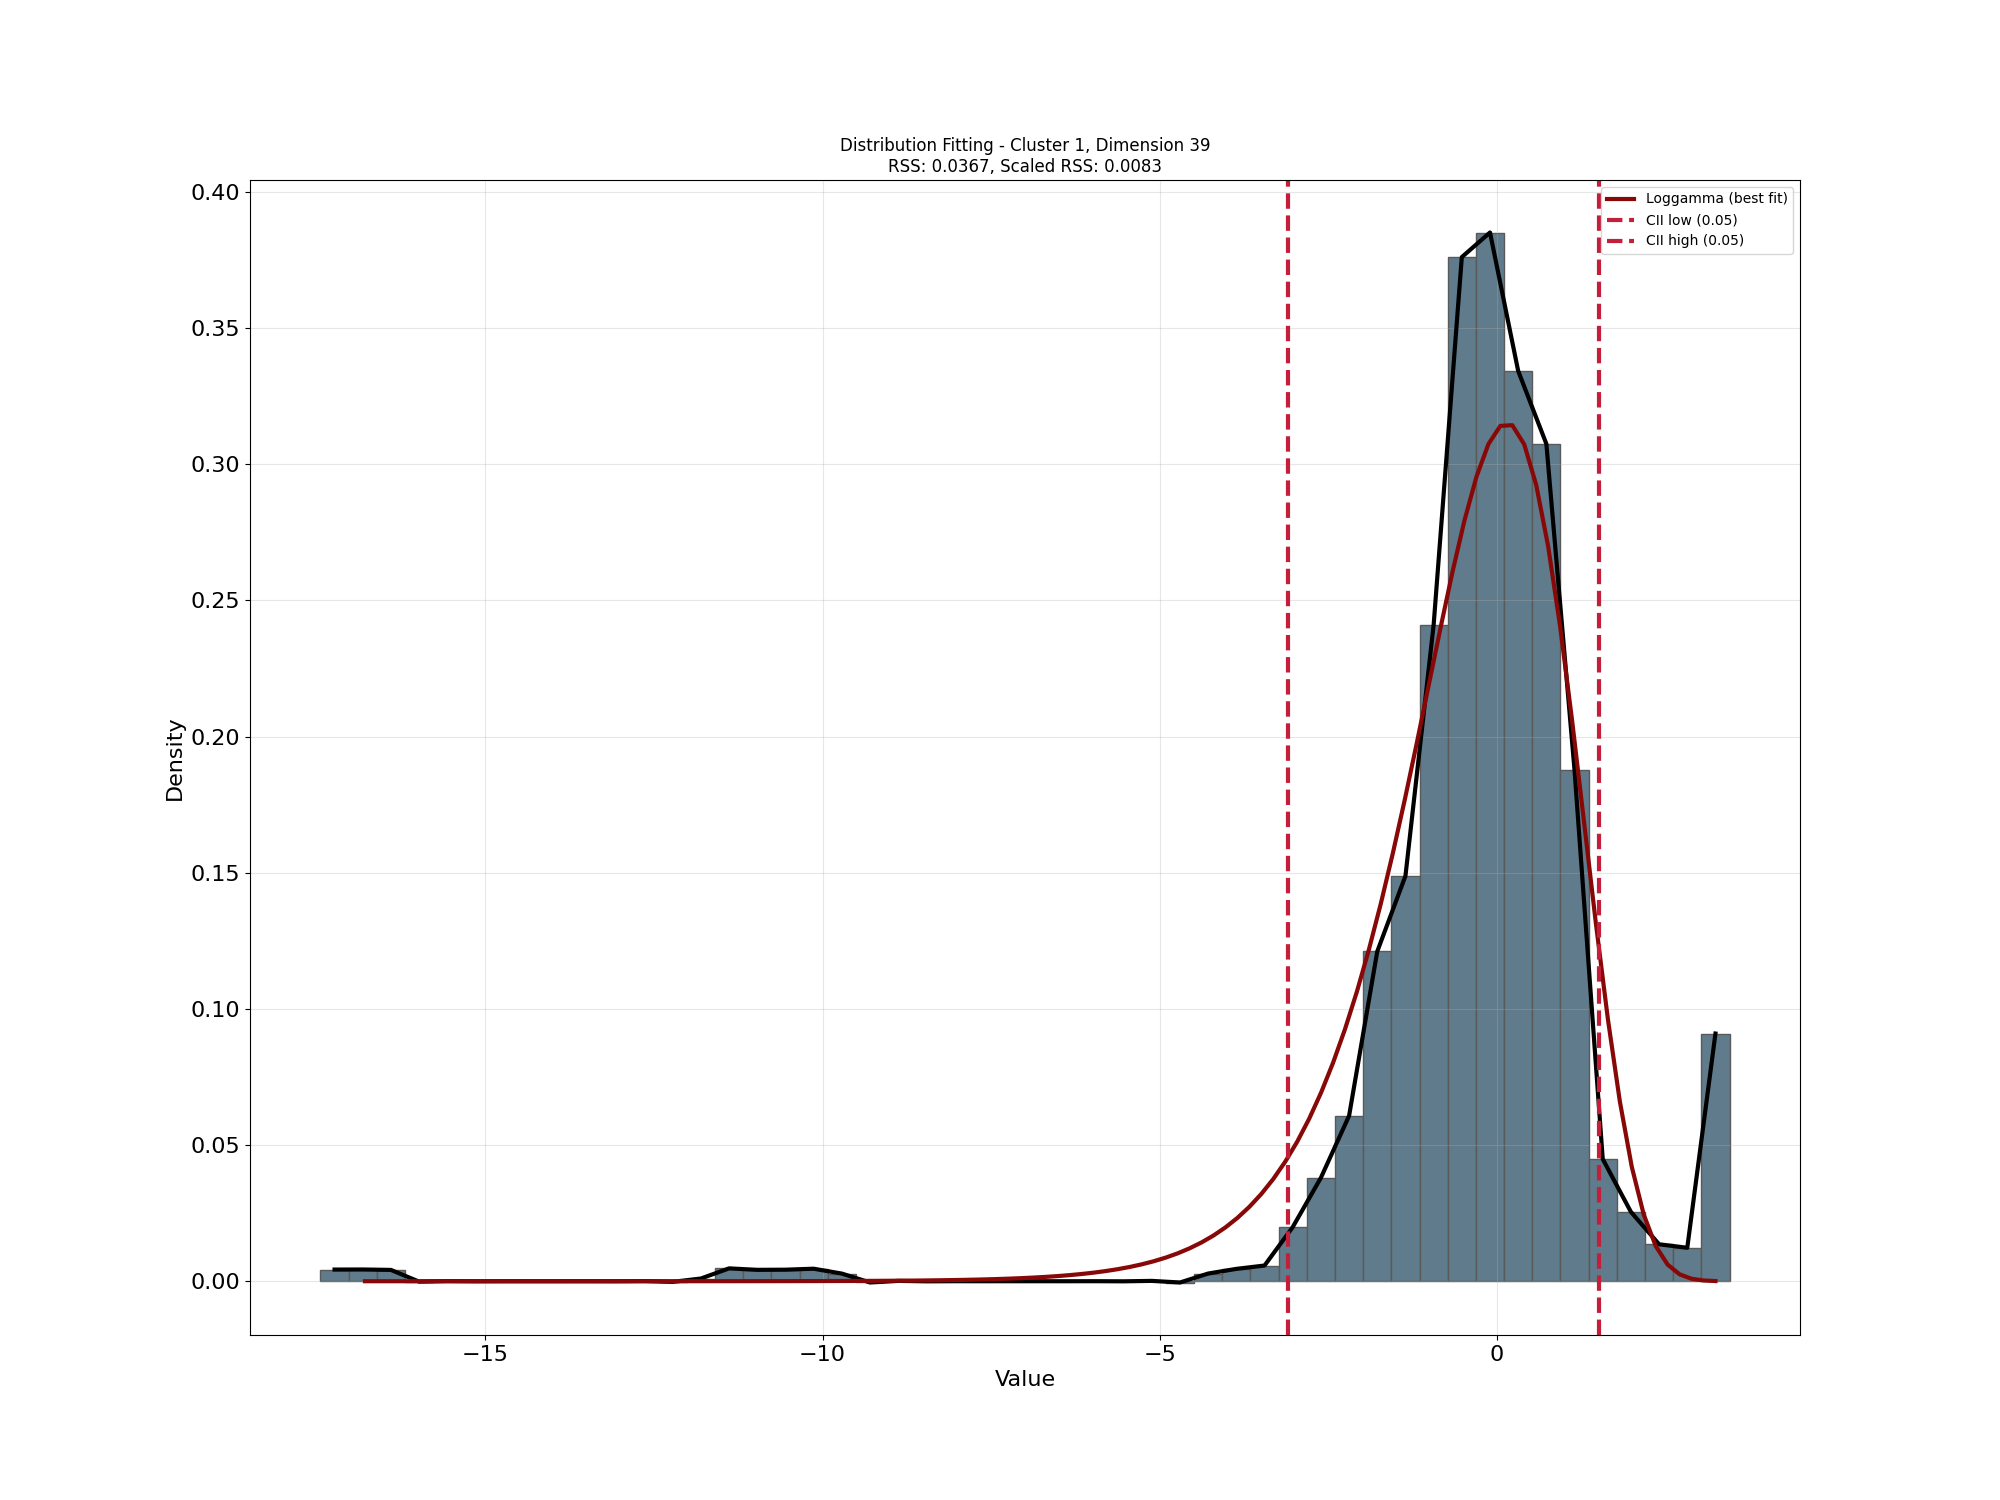 Distribution Fitting - Cluster 1, Dimension 39
RSS: 0.0367, Scaled RSS: 0.0083
Loggamma (best fit)
CII low (0.05)
CII high (0.05)
0.40
0.35
0.30
0.25
0.20
0.15
0.10
0.05
0.00
Density
−15
−10
−5
0
Value